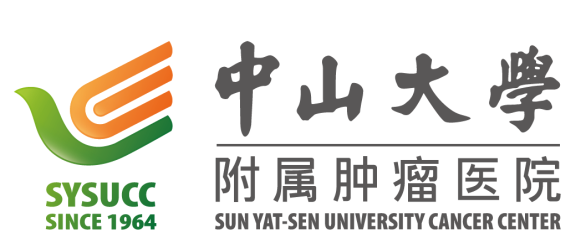 SYSUCC
SINCE 1964
中山大學
附属肿瘤医院
SUN YAT-SEN UNIVERSITY CANCER CENTER